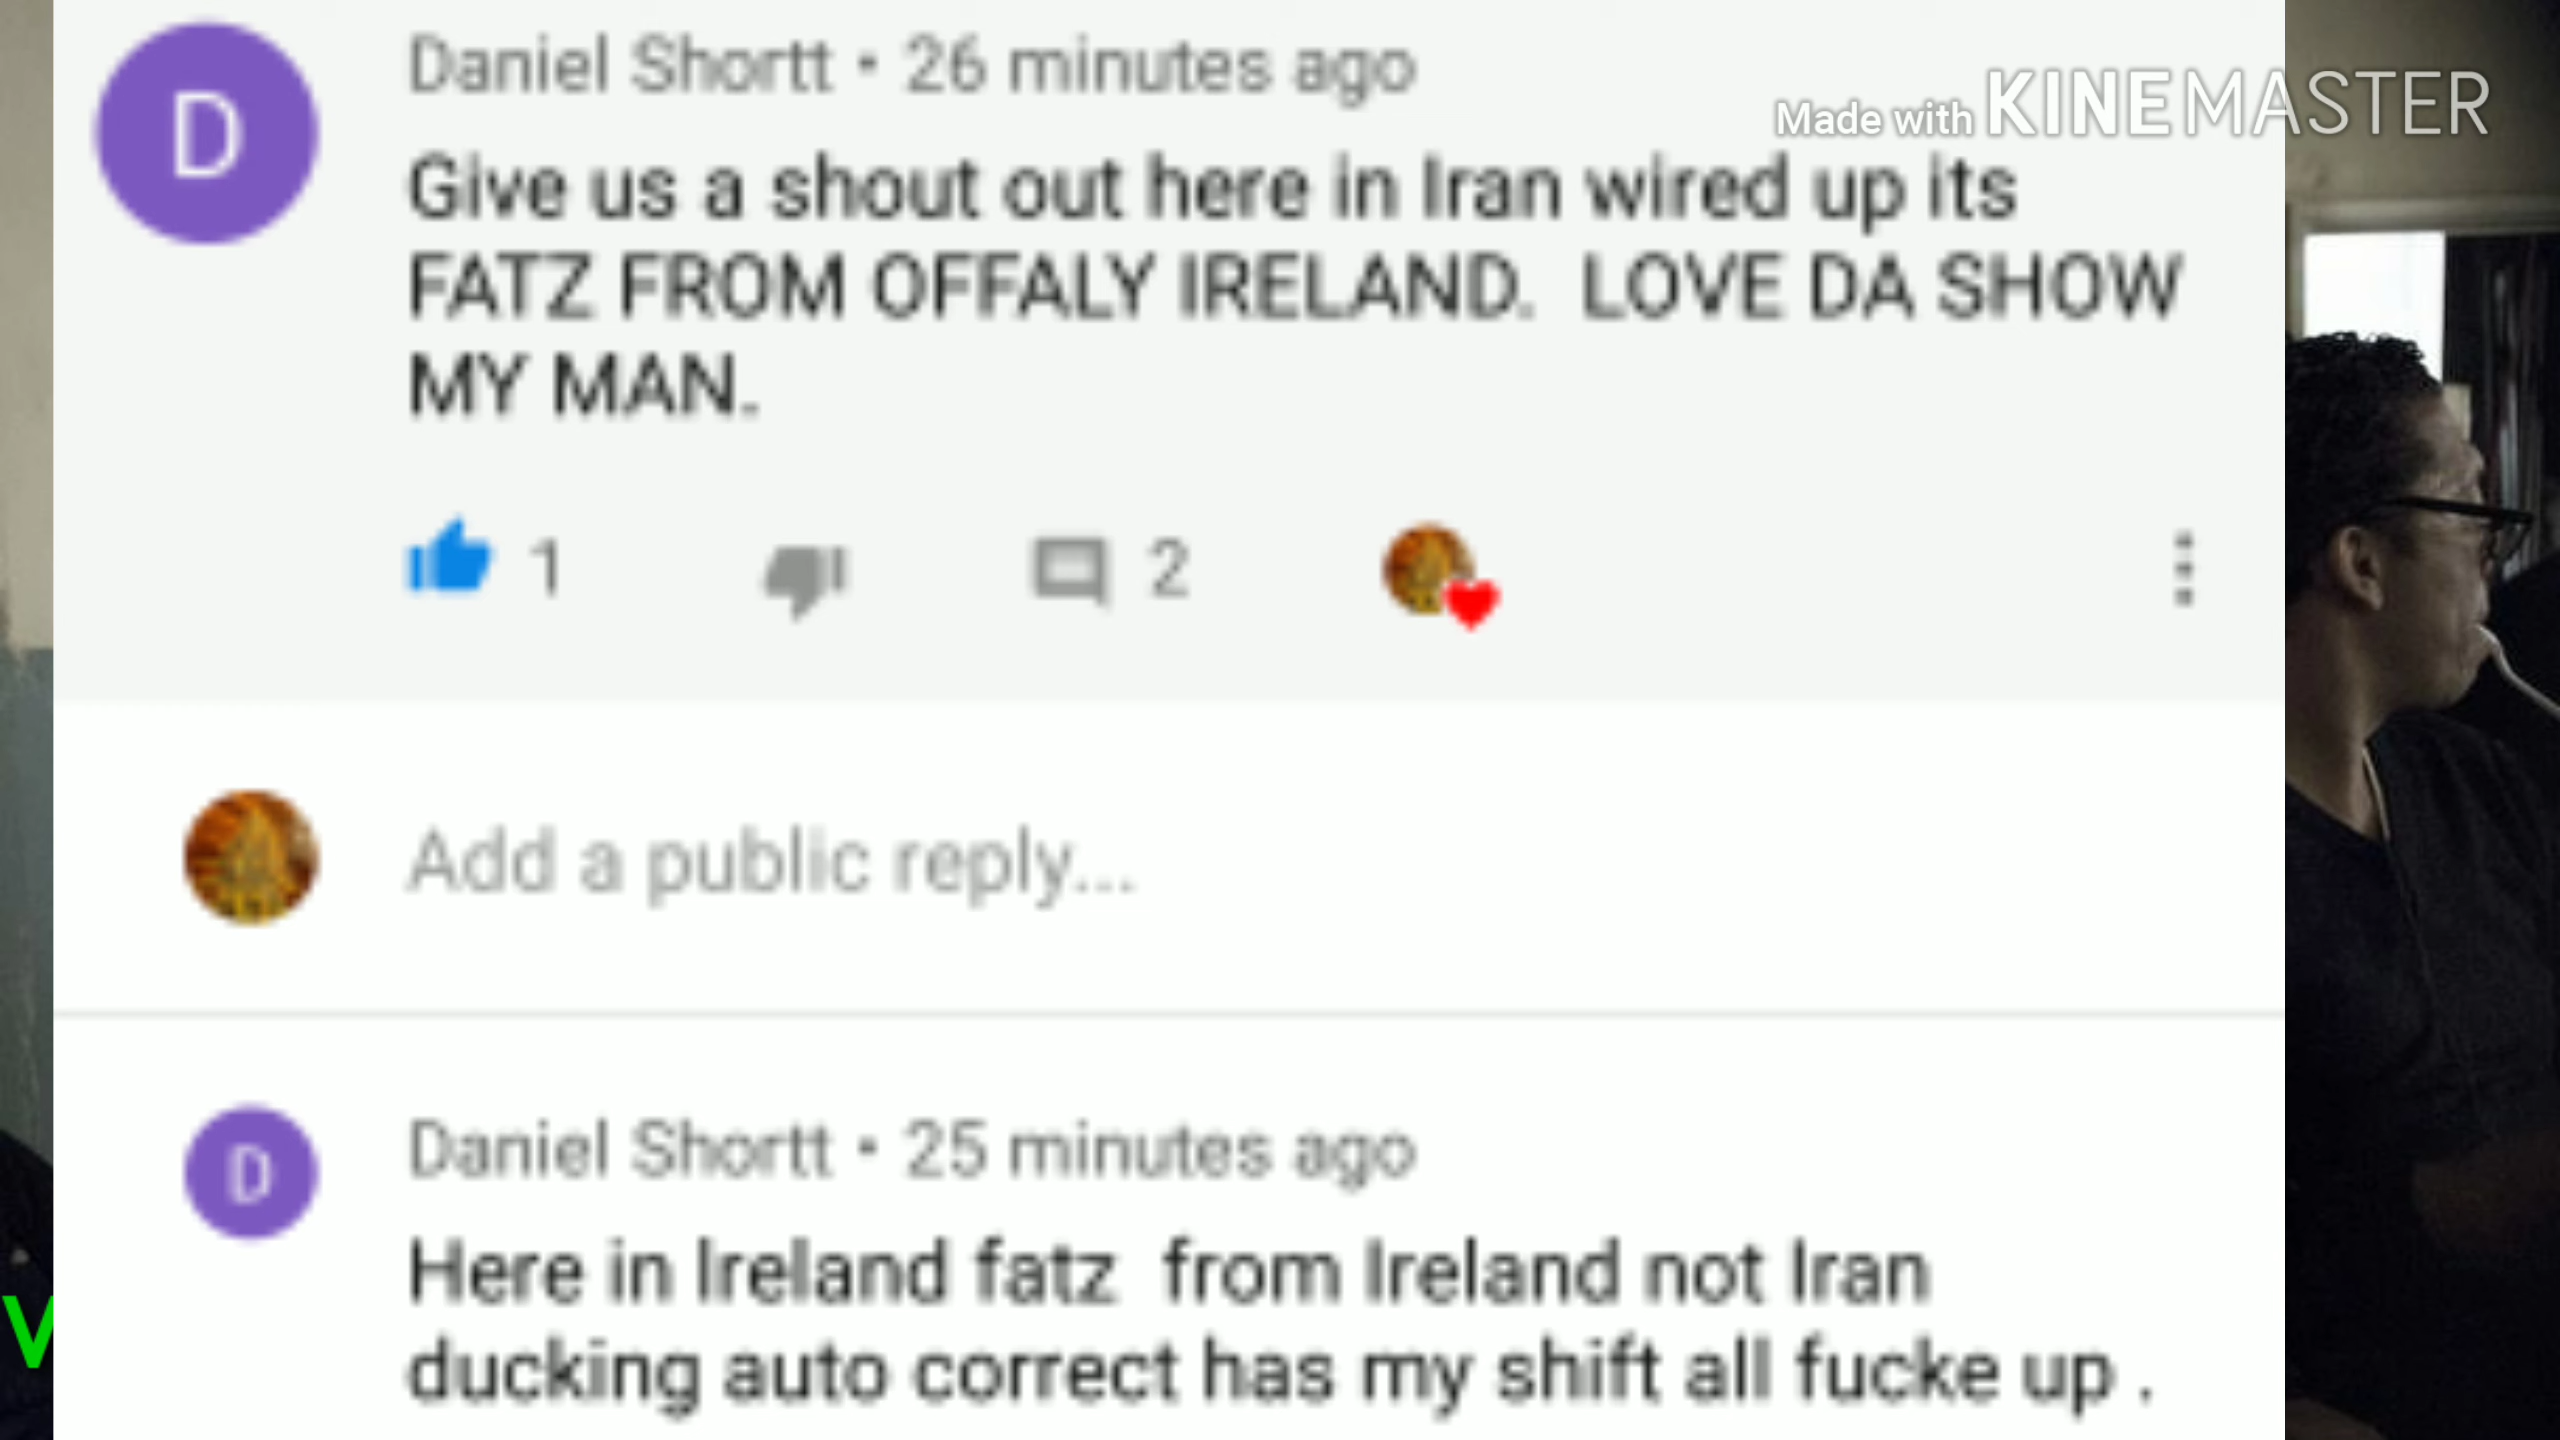 Daniel Shortt • 26 minutes ago
Made with KINEMASTER
Give us a shout out here in Iran wired up its
FATZ FROM OFFALY IRELAND.  LOVE DA SHOW
MY MAN.
1
2
Add a public reply...
D
D
Daniel Shortt • 25 minutes ago
Here in Ireland fatz  from Ireland not Iran
ducking auto correct has my shift all fucke up .